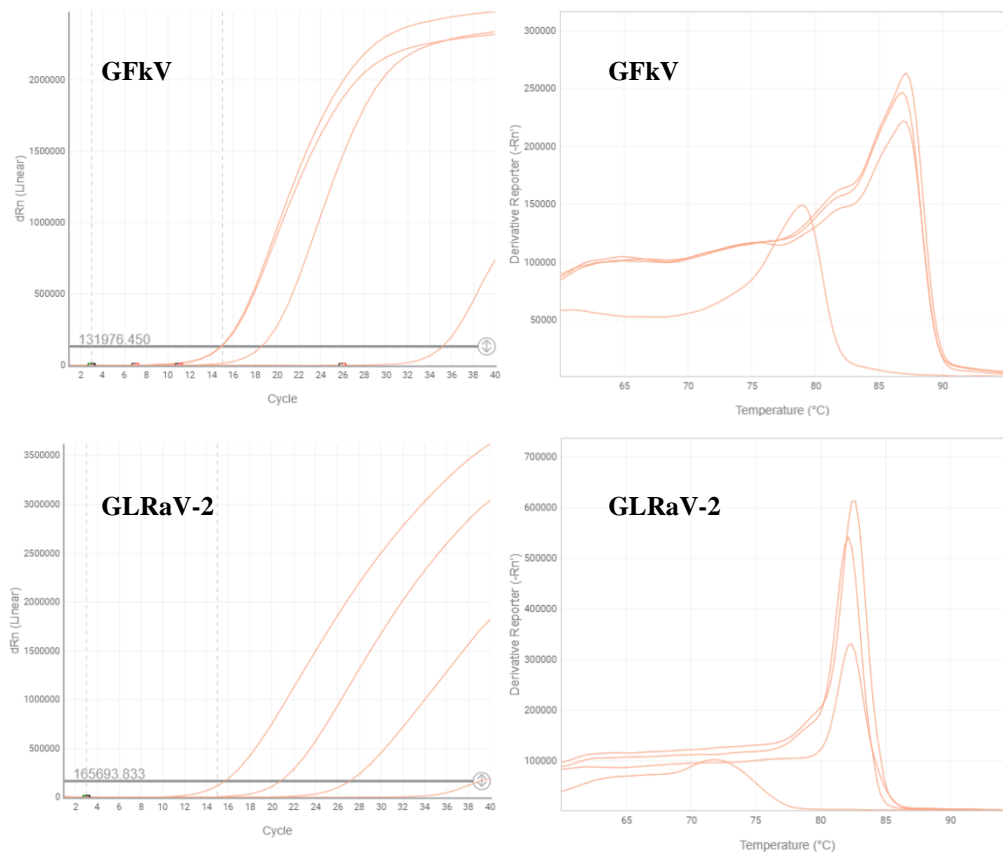 GFkV
dRn (Linear)
2000000
1500000
1000000
500000
0
131976.450
2 4 6 8 10 12 14 16 18 20 22 24 26 28 30 32 34 36 38 40
Cycle
GFkV
Derivative Reporter (-Rn')
300000
250000
200000
150000
100000
50000
65 70 75 80 85 90
Temperature (°C)
GLRaV-2
dRn (Linear)
3500000
3000000
2500000
2000000
1500000
1000000
500000
0
165693.833
2 4 6 8 10 12 14 16 18 20 22 24 26 28 30 32 34 36 38 40
Cycle
GLRaV-2
Derivative Reporter (-Rn')
700000
600000
500000
400000
300000
200000
100000
0
65 70 75 80 85 90
Temperature (°C)